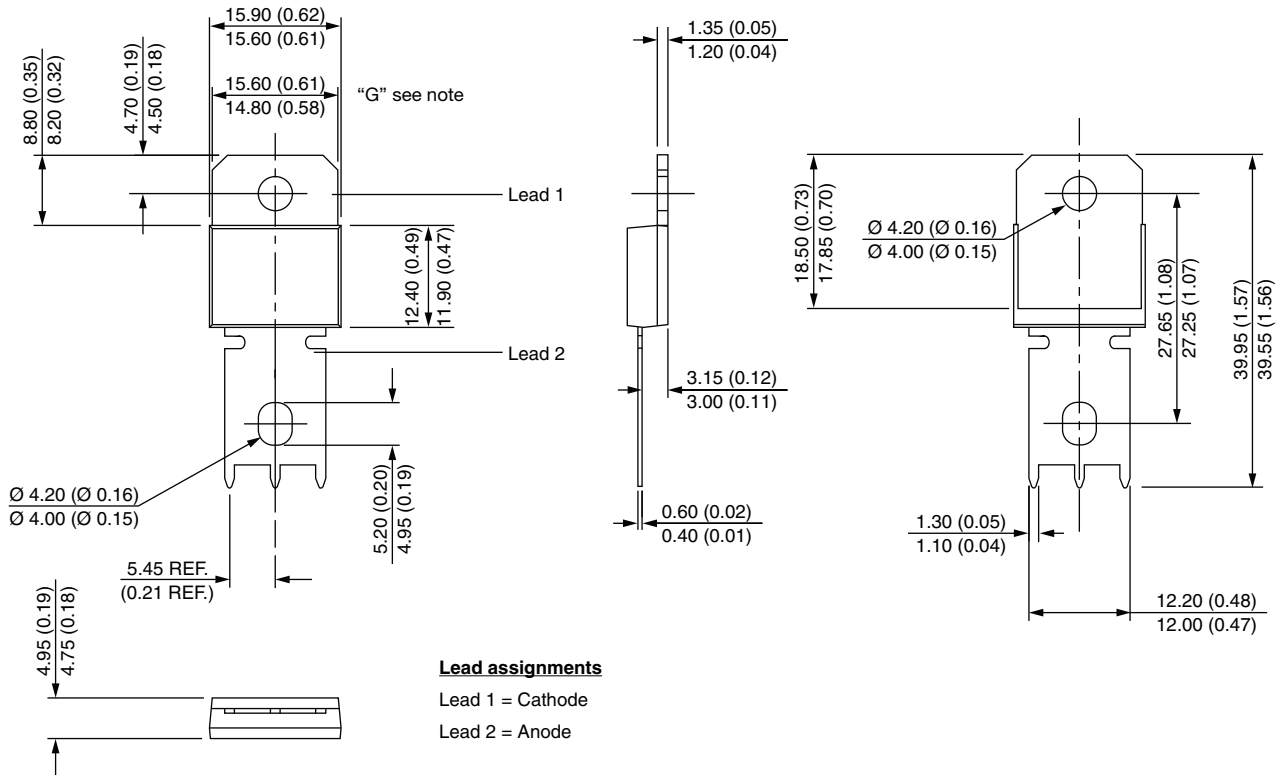 15.90 (0.62)
15.60 (0.61)
15.60 (0.61)
14.80 (0.58)
"G" see note
8.80 (0.35)
8.20 (0.32)
4.70 (0.19)
4.50 (0.18)
Lead 1
12.40 (0.49)
11.90 (0.47)
Lead 2
Ø 4.20 (Ø 0.16)
Ø 4.00 (Ø 0.15)
5.20 (0.20)
4.95 (0.19)
5.45 REF.
(0.21 REF.)
4.95 (0.19)
4.75 (0.18)
1.35 (0.05)
1.20 (0.04)
3.15 (0.12)
3.00 (0.11)
0.60 (0.02)
0.40 (0.01)
18.50 (0.73)
17.85 (0.70)
Ø 4.20 (Ø 0.16)
Ø 4.00 (Ø 0.15)
27.65 (1.08)
27.25 (1.07)
39.95 (1.57)
39.55 (1.56)
1.30 (0.05)
1.10 (0.04)
12.20 (0.48)
12.00 (0.47)
Lead assignments
Lead 1 = Cathode
Lead 2 = Anode